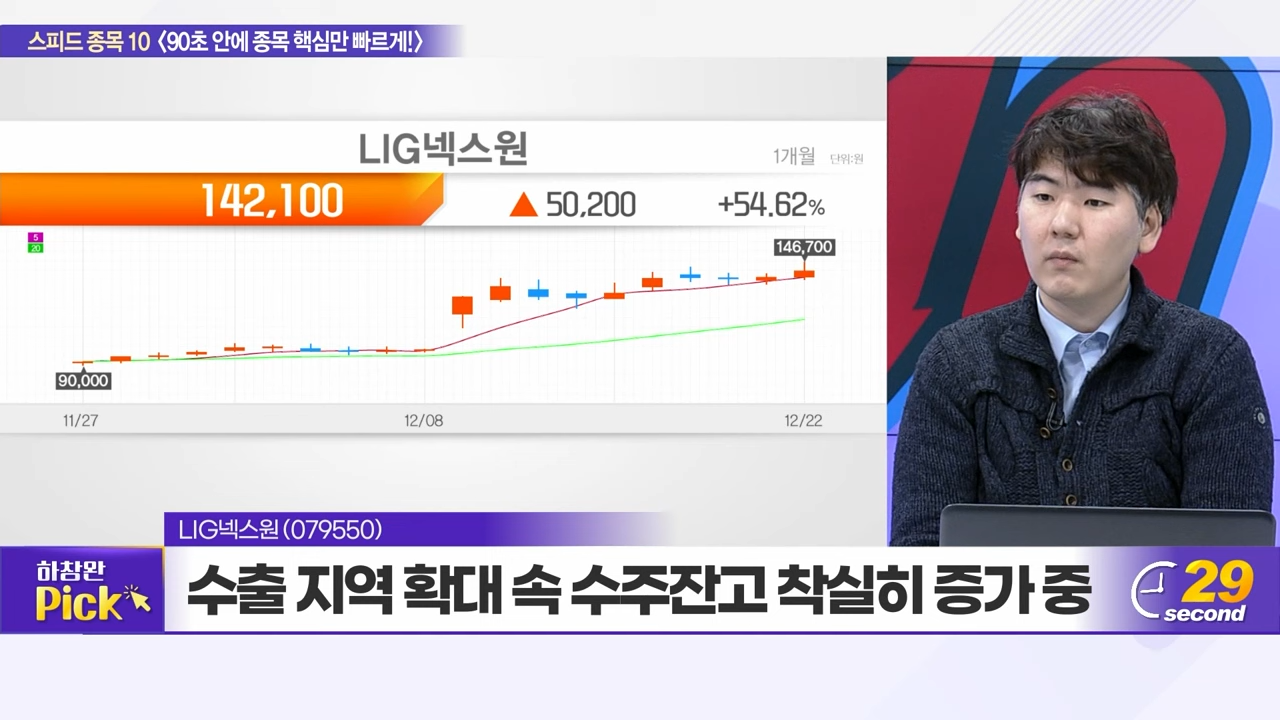 스피드 종목 10 〈90초 안에 종목 핵심만 빠르게!〉
LIG넥스원
1개월 단위:원
142,100 ▲ 50,200 +54.62%
5
20
146,700
90,000
11/27 12/08 12/22
LIG넥스원 (079550)
하창완
Pick
수출 지역 확대 속 수주잔고 착실히 증가 중
29
second